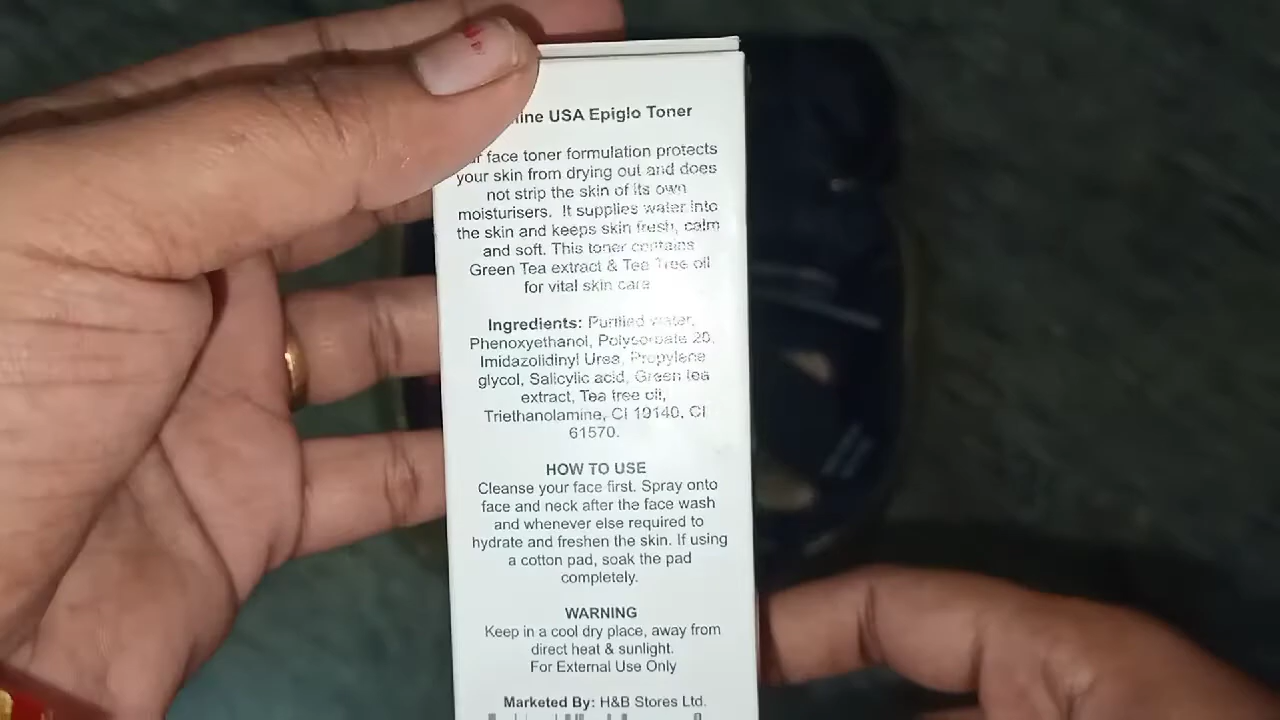 USA Epiglo Toner
face toner formulation protects
your skin from drying out and does
not strip the skin of its own
moisturisers. It supplies water into
the skin and keeps skin fresh, calm
and soft. This toner contains
Green Tea extract & Tea Tree oil
for vital skin care
Ingredients: Purified water,
Phenoxyethanol, Polysorbate 20,
Imidazolidinyl Urea, Propylene
glycol, Salicylic acid, Green tea
extract, Tea tree oil,
Triethanolamine, CI 19140, CI
61570.
HOW TO USE
Cleanse your face first. Spray onto
face and neck after the face wash
and whenever else required to
hydrate and freshen the skin. If using
a cotton pad, soak the pad
completely.
WARNING
Keep in a cool dry place, away from
direct heat & sunlight.
For External Use Only
Marketed By: H&B Stores Ltd.